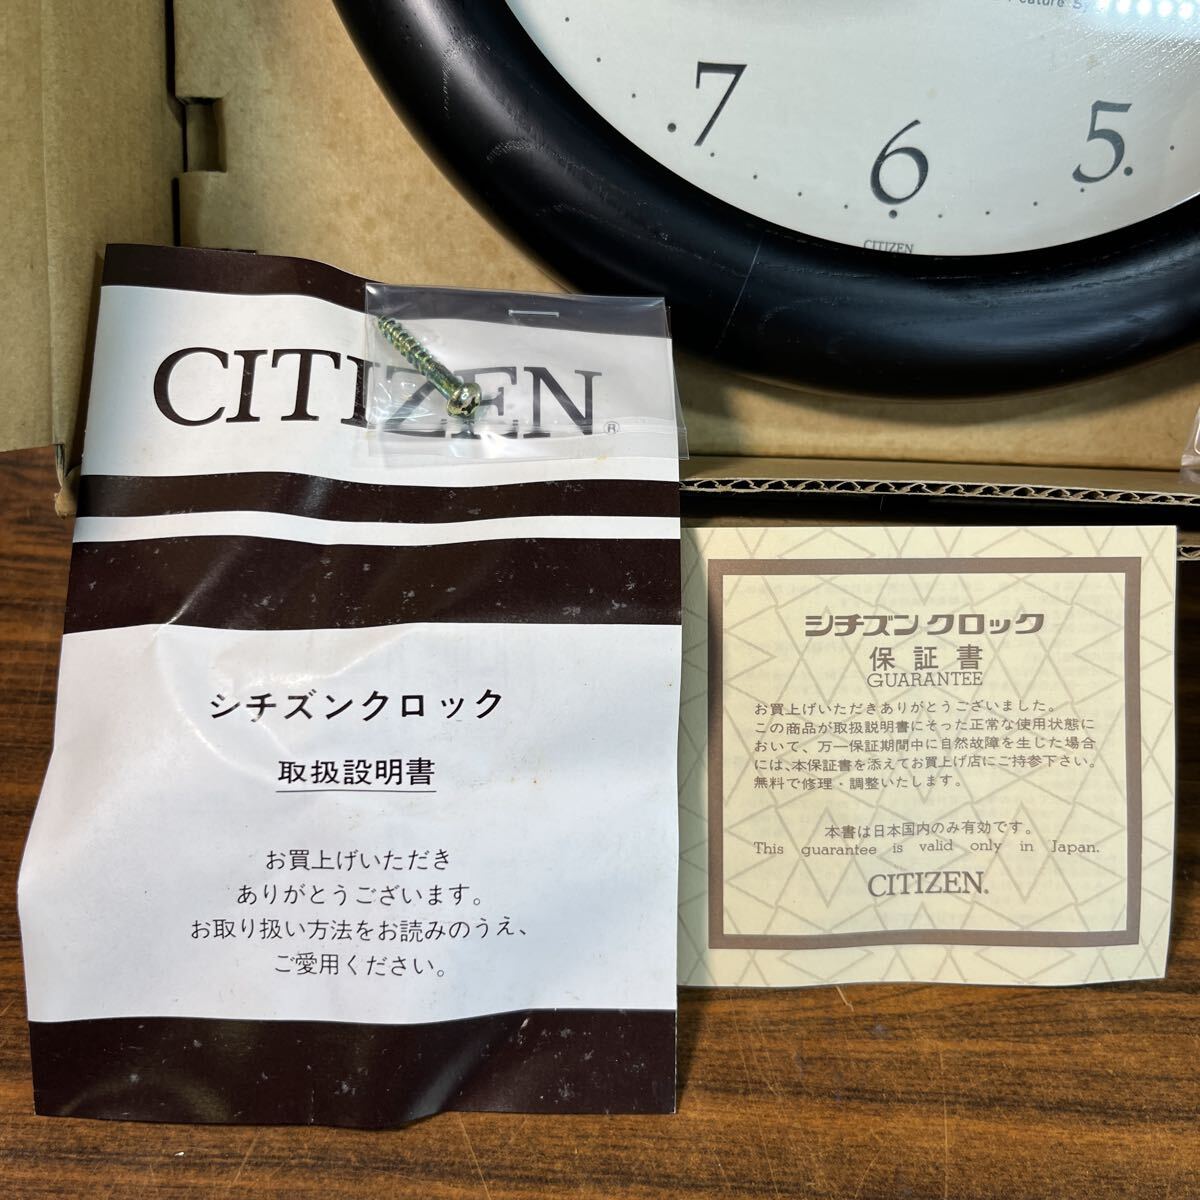 7
6
5
CITIZEN
CITIZEN®
シチズンクロック
取扱説明書
お買上げいただき
ありがとうございます。
お取り扱い方法をお読みのうえ、
ご愛用ください。
シチズンクロック
保証書
GUARANTEE
お買上げいただきありがとうございました。
この商品が取扱説明書にそった正常な使用状態に
おいて、万一保証期間中に自然故障を生じた場合
には、本保証書を添えてお買上げ店にご持参下さい。
無料で修理・調整いたします。
本書は日本国内のみ有効です。
This guarantee is valid only in Japan.
CITIZEN®